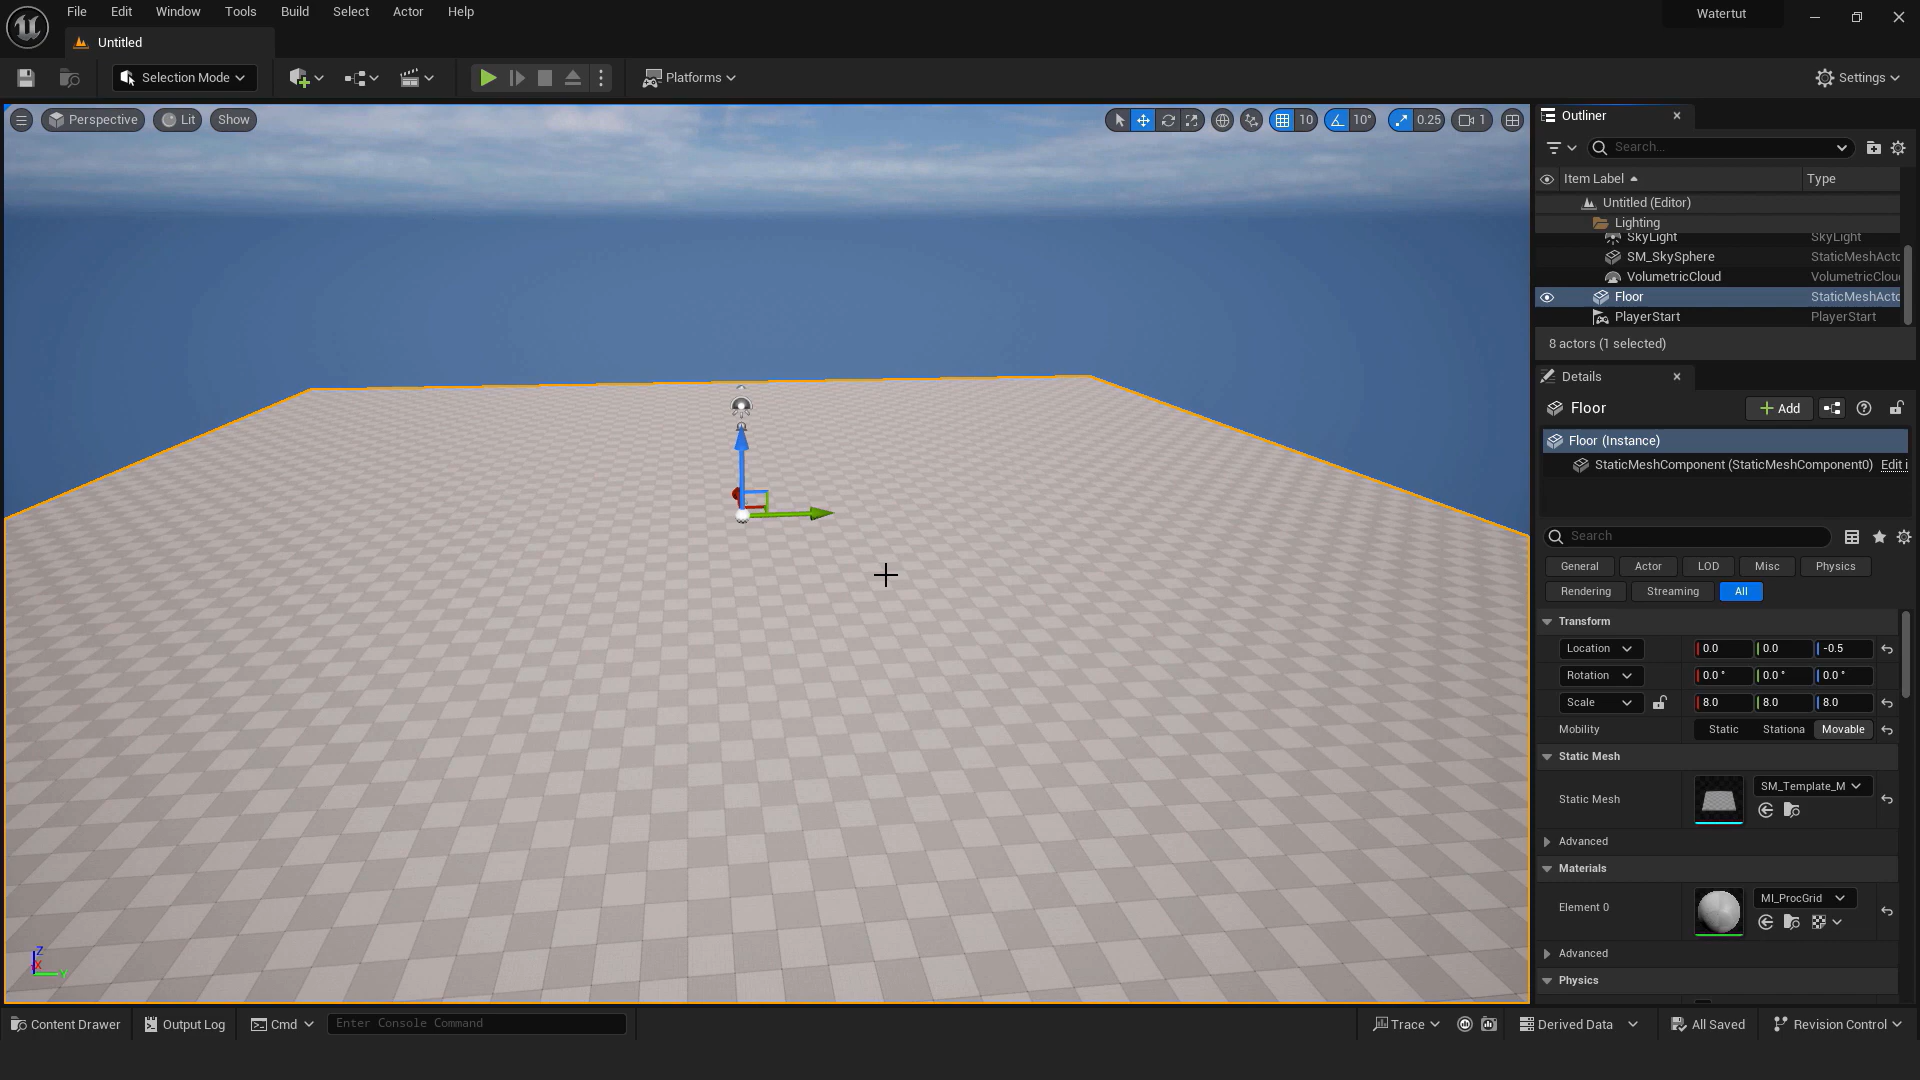 File Edit Window Tools Build Select Actor Help
Watertut
Untitled
Selection Mode
Platforms
Settings
Perspective Lit Show
10 10° 0.25 1
Outliner
Search...
Item Label Type
Untitled (Editor)
Lighting
SkyLight SkyLight
SM_SkySphere StaticMeshActo
VolumetricCloud VolumetricClou
Floor StaticMeshActo
PlayerStart PlayerStart
8 actors (1 selected)
Details
Floor
Add
Floor (Instance)
StaticMeshComponent (StaticMeshComponent0) Edit i
Search
General Actor LOD Misc Physics
Rendering Streaming All
Transform
Location 0.0 0.0 -0.5
Rotation 0.0 ° 0.0 ° 0.0 °
Scale 8.0 8.0 8.0
Mobility Static Stationa Movable
Static Mesh
Static Mesh SM_Template_M
Advanced
Materials
Element 0 MI_ProcGrid
Advanced
Physics
Z
X
Y
Content Drawer Output Log Cmd Enter Console Command
Trace Derived Data All Saved Revision Control